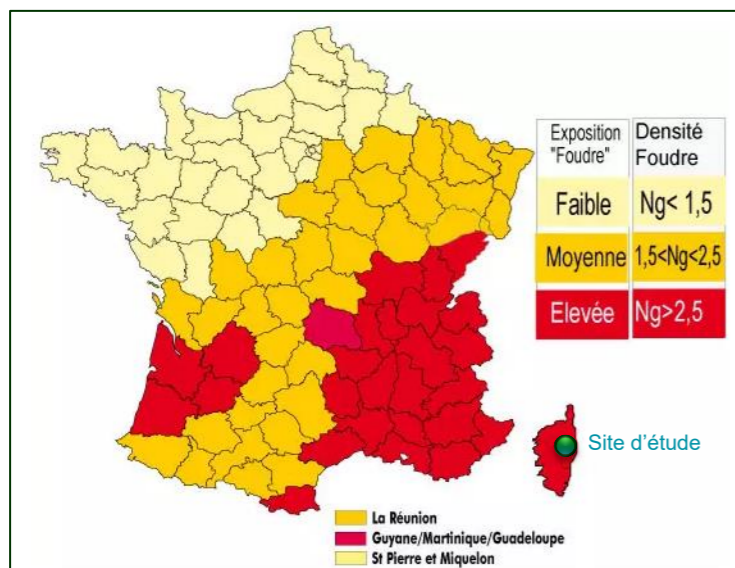 Exposition
"Foudre"
Densité
Foudre
Faible
Ng< 1,5
Moyenne
1,5<Ng<2,5
Elevée
Ng>2,5
Site d'étude
La Réunion
Guyane/Martinique/Guadeloupe
St Pierre et Miquelon